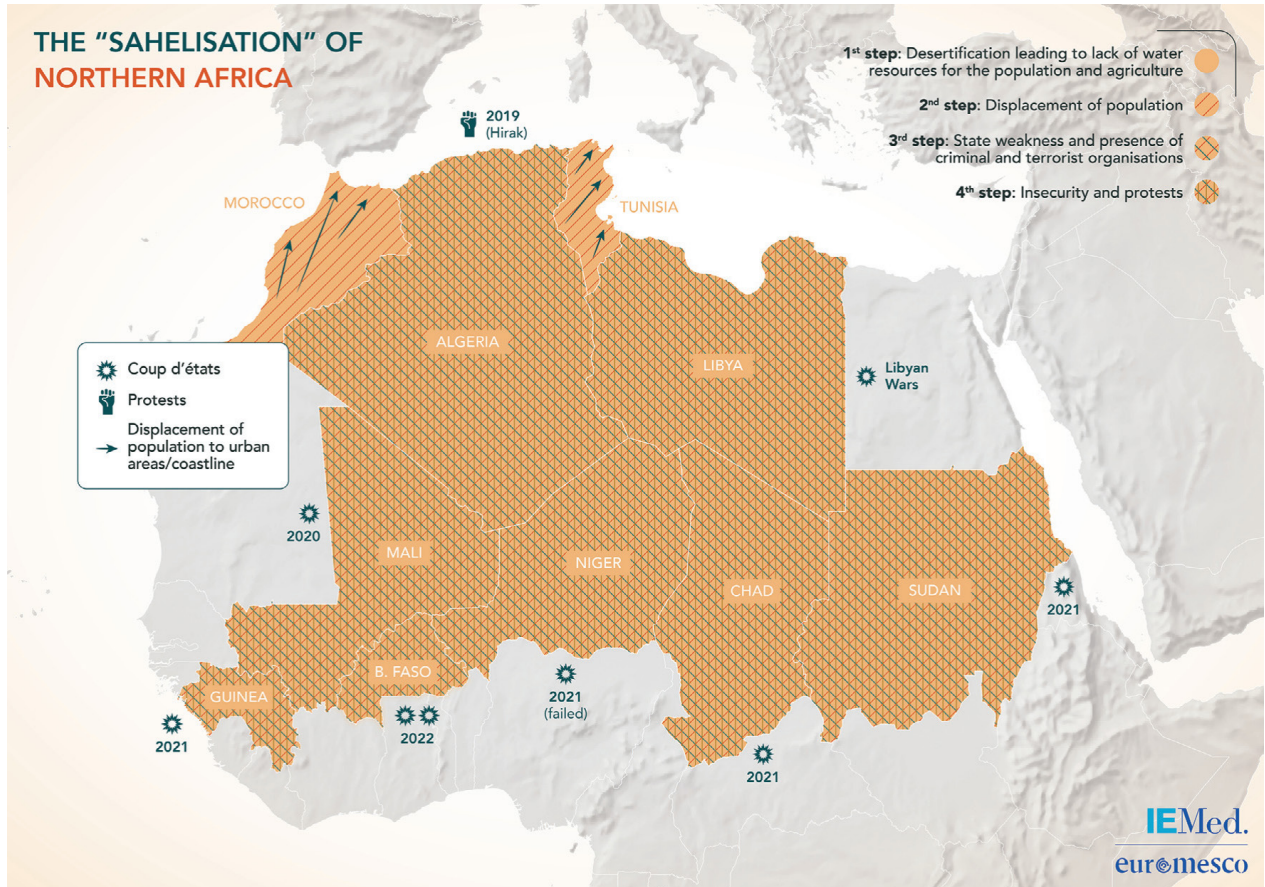 THE “SAHELISATION” OF
NORTHERN AFRICA
1st step: Desertification leading to lack of water
resources for the population and agriculture
2nd step: Displacement of population
3rd step: State weakness and presence of
criminal and terrorist organisations
4th step: Insecurity and protests
2019
(Hirak)
MOROCCO
TUNISIA
ALGERIA
LIBYA
Libyan
Wars
Coup d’états
Protests
Displacement of
population to urban
areas/coastline
2020
MALI
NIGER
CHAD
SUDAN
2021
B. FASO
GUINEA
2021
2022
2021
(failed)
2021
IEMed.
euromesco